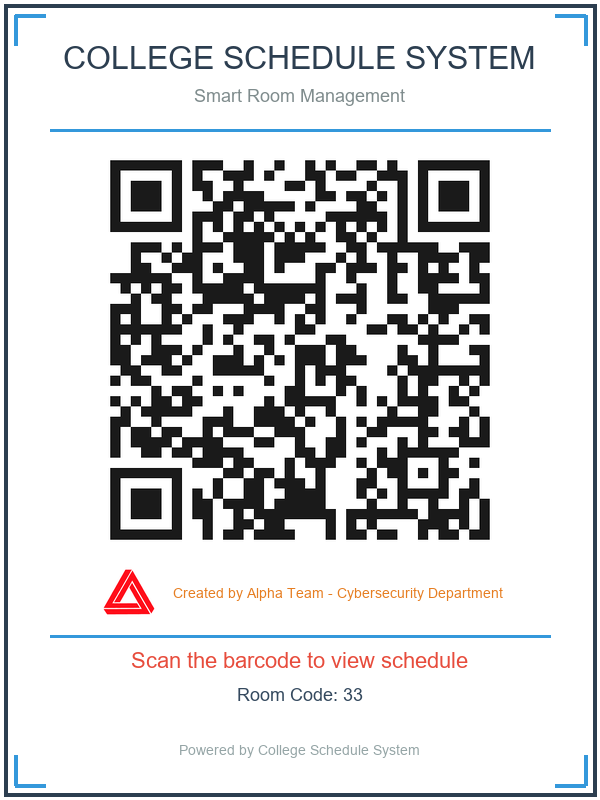 COLLEGE SCHEDULE SYSTEM
Smart Room Management
Created by Alpha Team - Cybersecurity Department
Scan the barcode to view schedule
Room Code: 33
Powered by College Schedule System